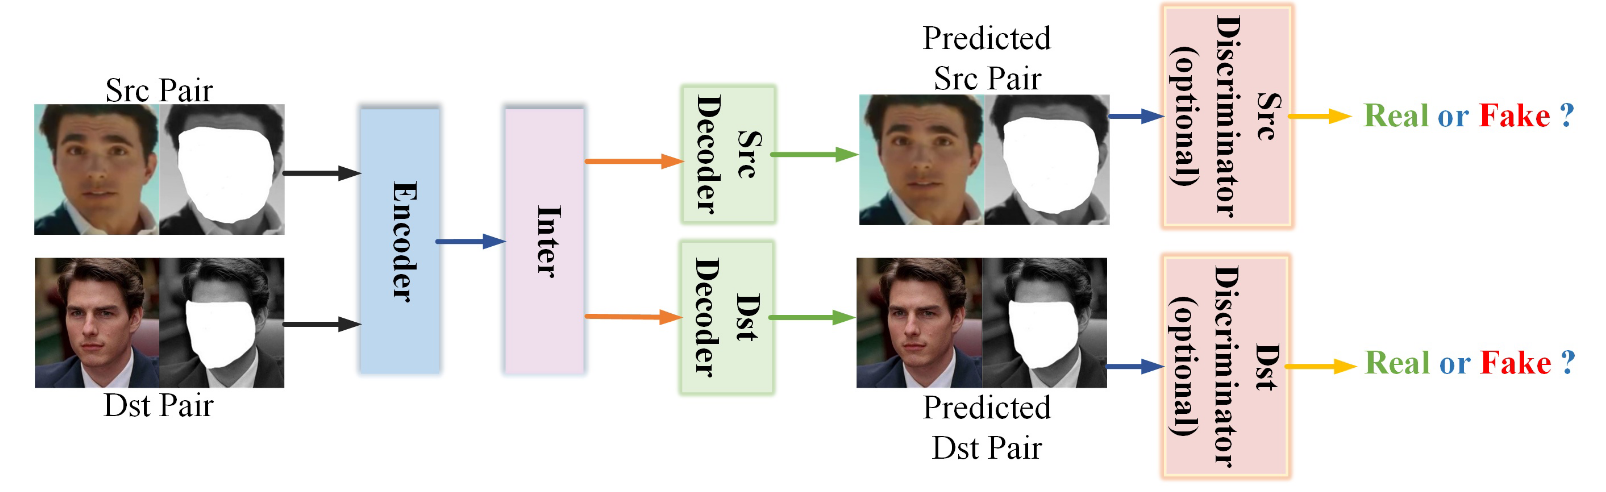 Src Pair
Dst Pair
Encoder
Inter
Src
Decoder
Dst
Decoder
Predicted
Src Pair
Predicted
Dst Pair
Src
Discriminator
(optional)
Dst
Discriminator
(optional)
Real or Fake ?
Real or Fake ?